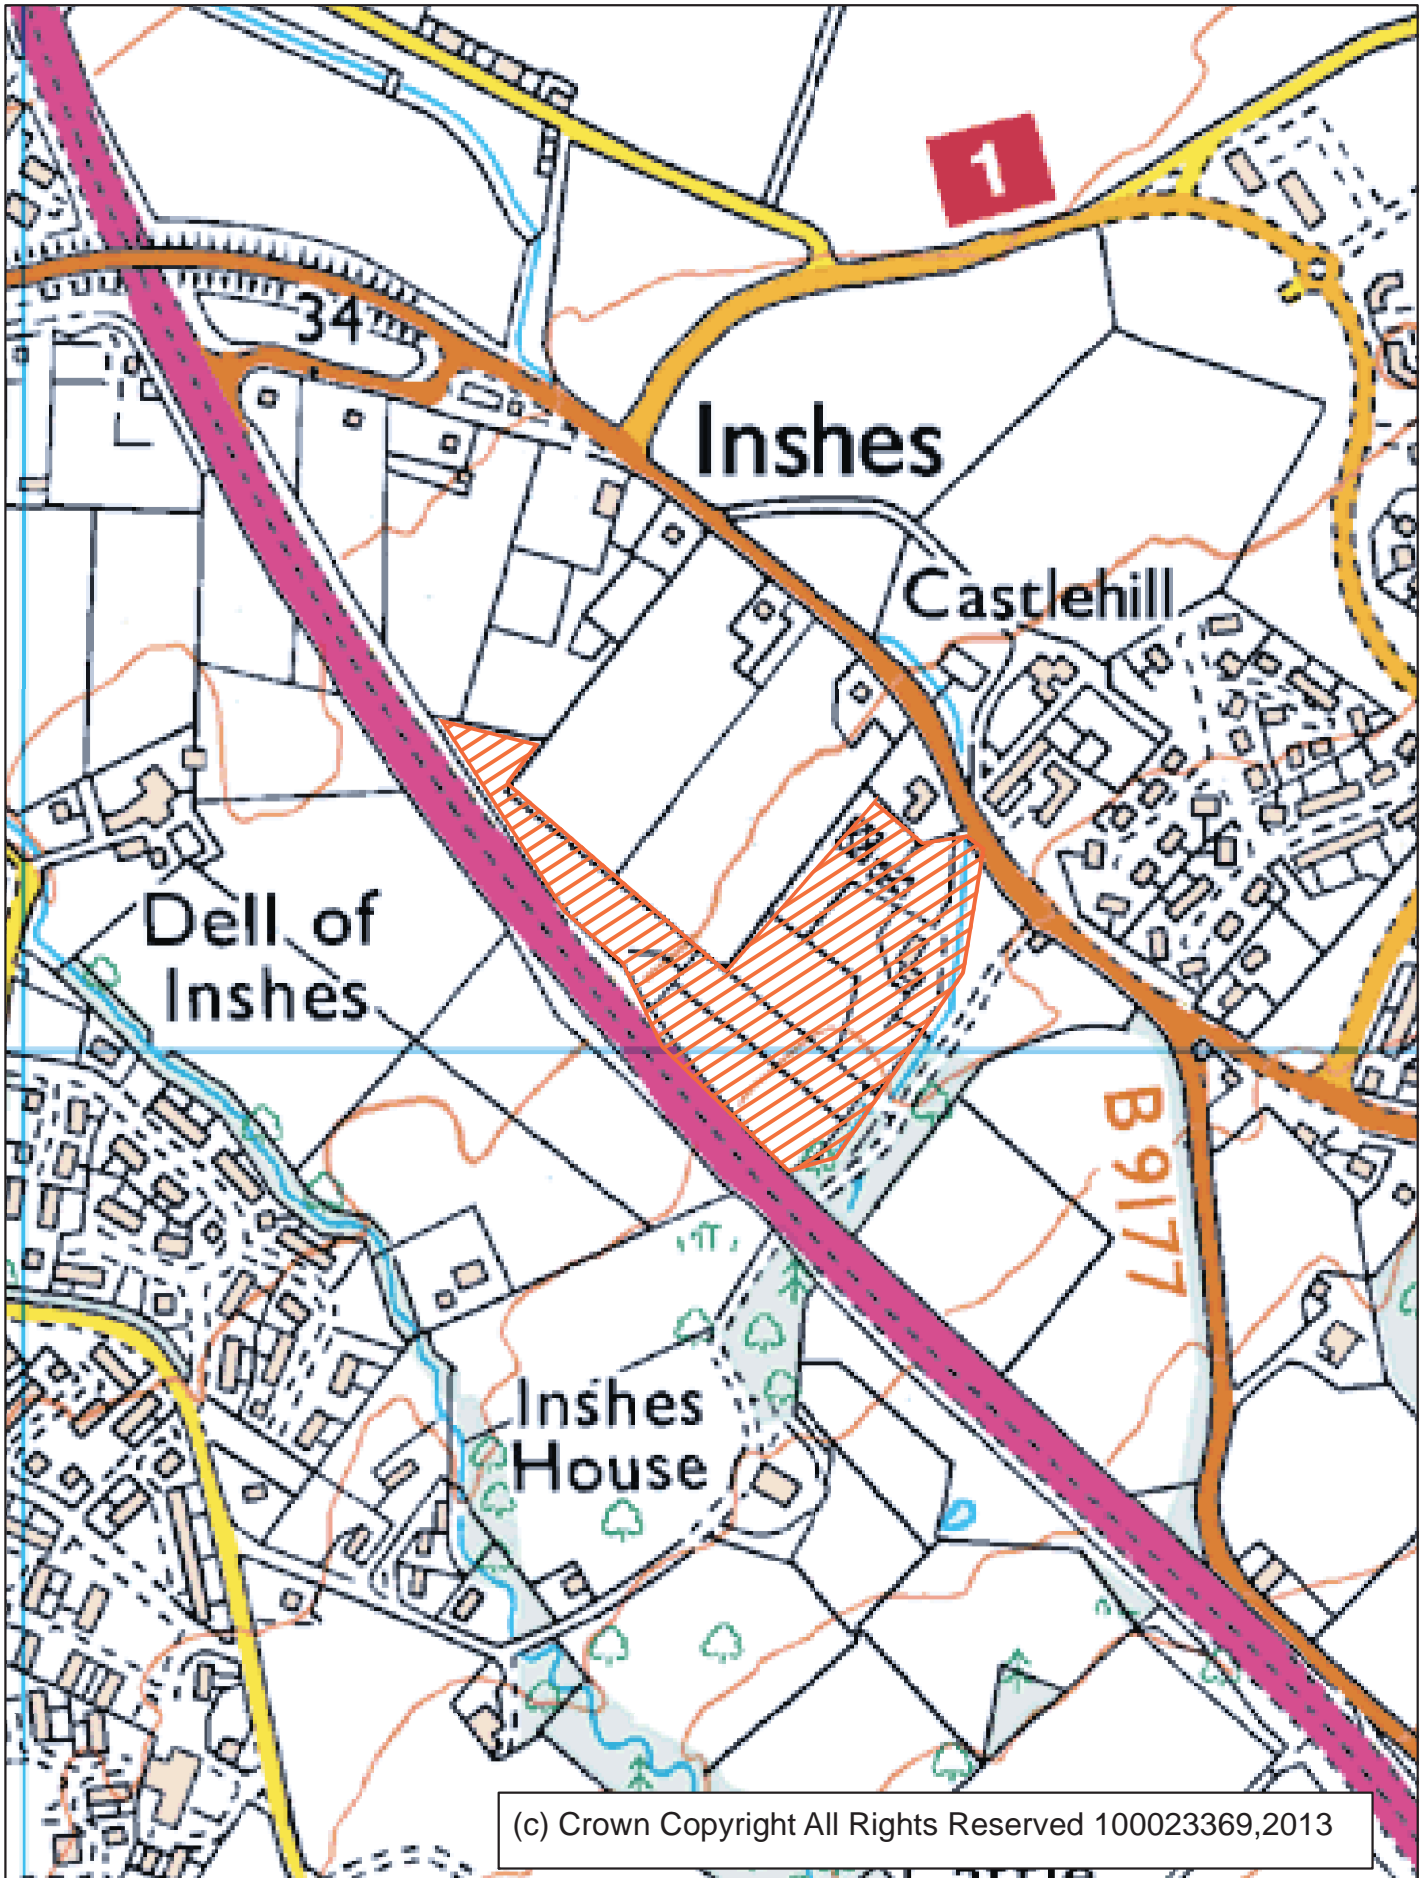 1
34
Inshes
Castlehill
Dell of
Inshes
B9177
Inshes
House
(c) Crown Copyright All Rights Reserved 100023369,2013